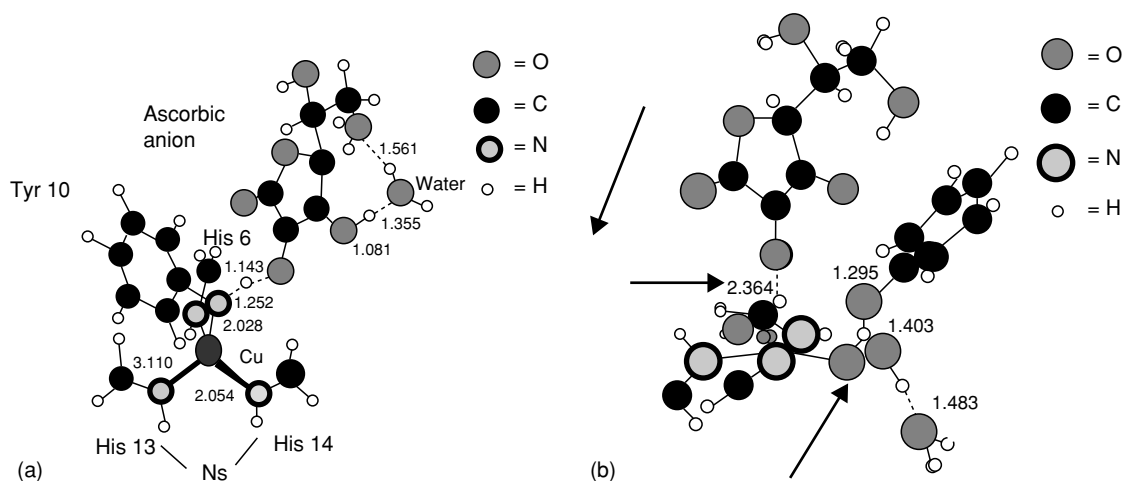 Ascorbic
anion
Tyr 10
His 6
1.561
Water
1.355
1.081
1.143
1.252
2.028
3.110
Cu
2.054
His 13
His 14
Ns
(a)
= O
= C
= N
= H
2.364
1.295
1.403
1.483
(b)
= O
= C
= N
= H